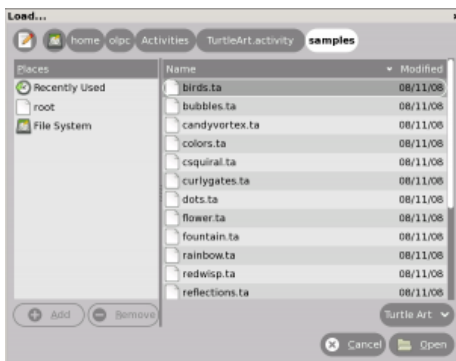 Load...
home olpc Activities TurtleArt.activity samples
Places
Recently Used
root
File System
Add Remove
Name Modified
birds.ta 08/11/08
bubbles.ta 08/11/08
candyvortex.ta 08/11/08
colors.ta 08/11/08
csquiral.ta 08/11/08
curlygates.ta 08/11/08
dots.ta 08/11/08
flower.ta 08/11/08
fountain.ta 08/11/08
rainbow.ta 08/11/08
redwisp.ta 08/11/08
reflections.ta 08/11/08
Turtle Art
Cancel Open